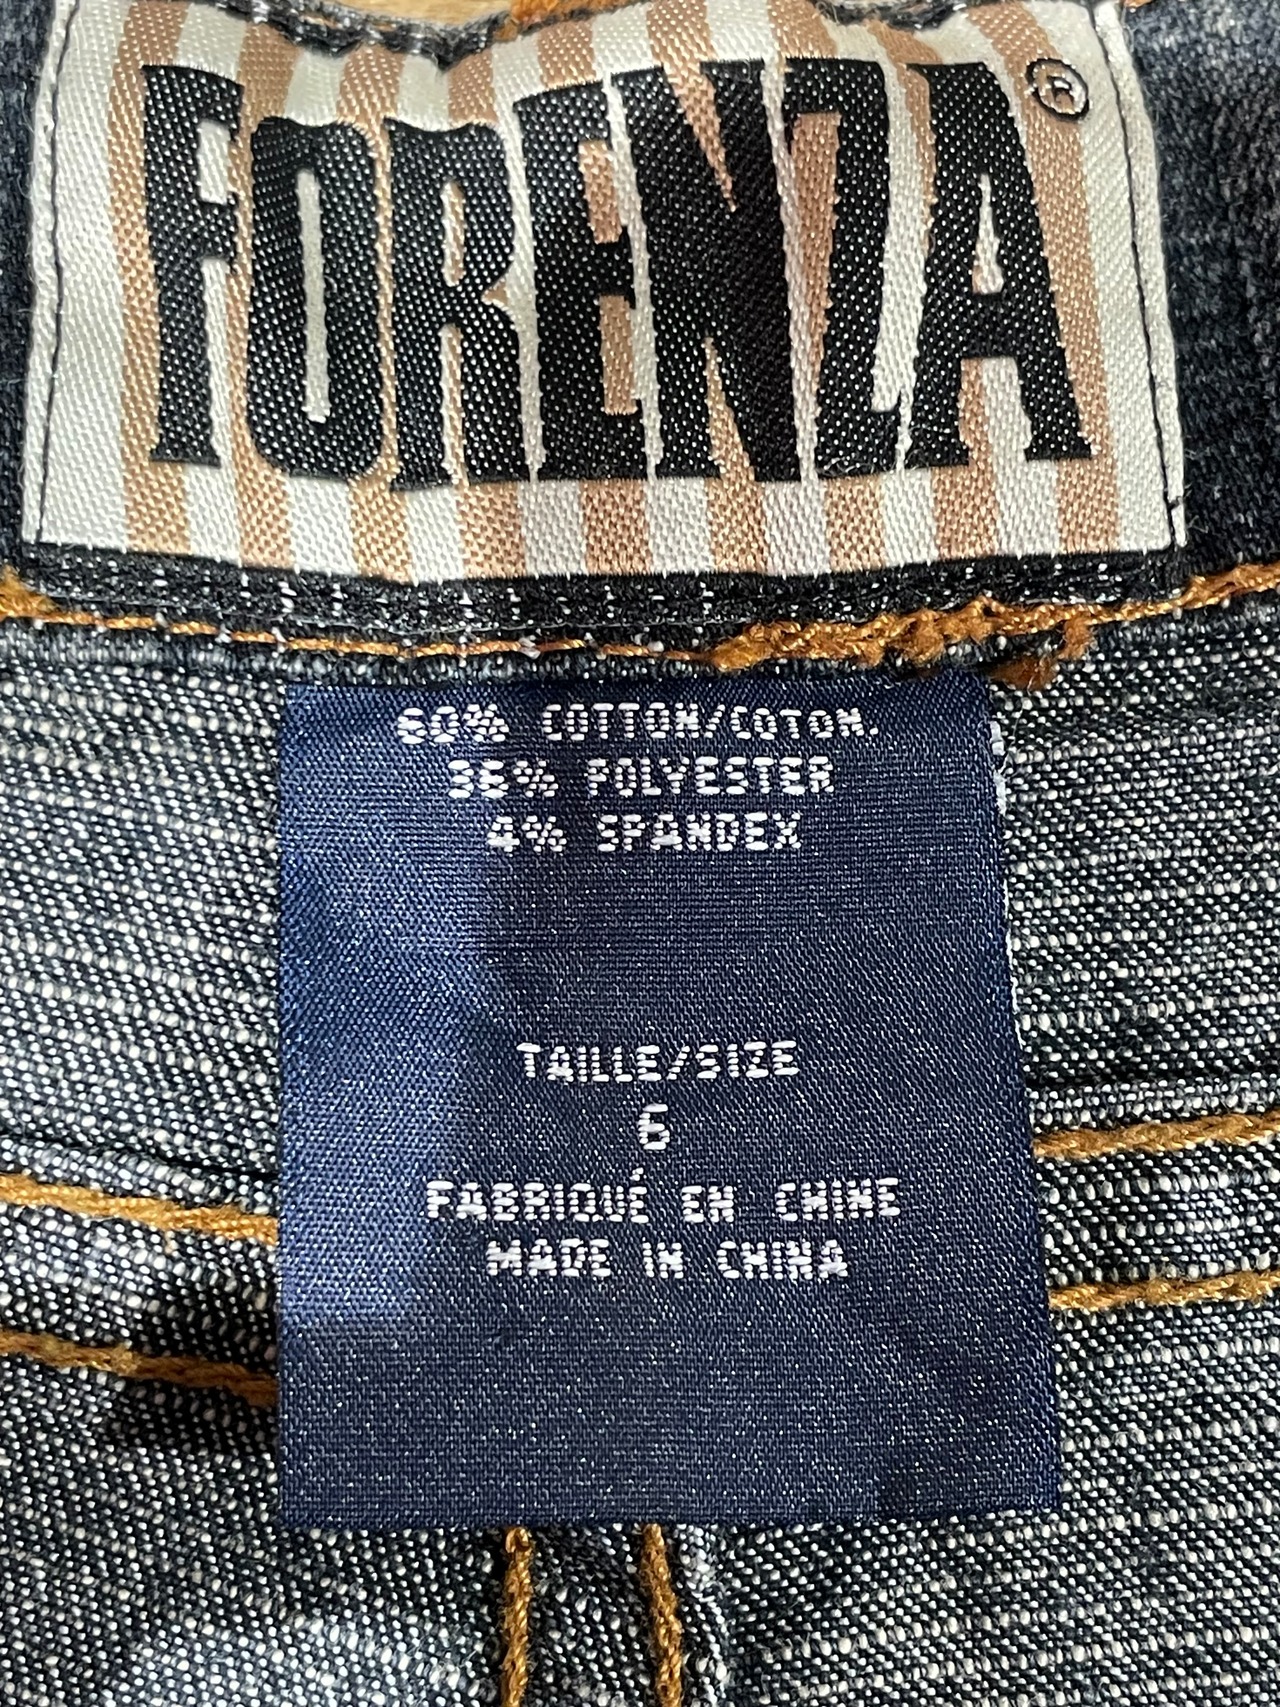 FORENZA®
60% COTTON/COTON.
36% POLYESTER
4% SPANDEX
TAILLE/SIZE
6
FABRIQUÉ EN CHINE
MADE IN CHINA